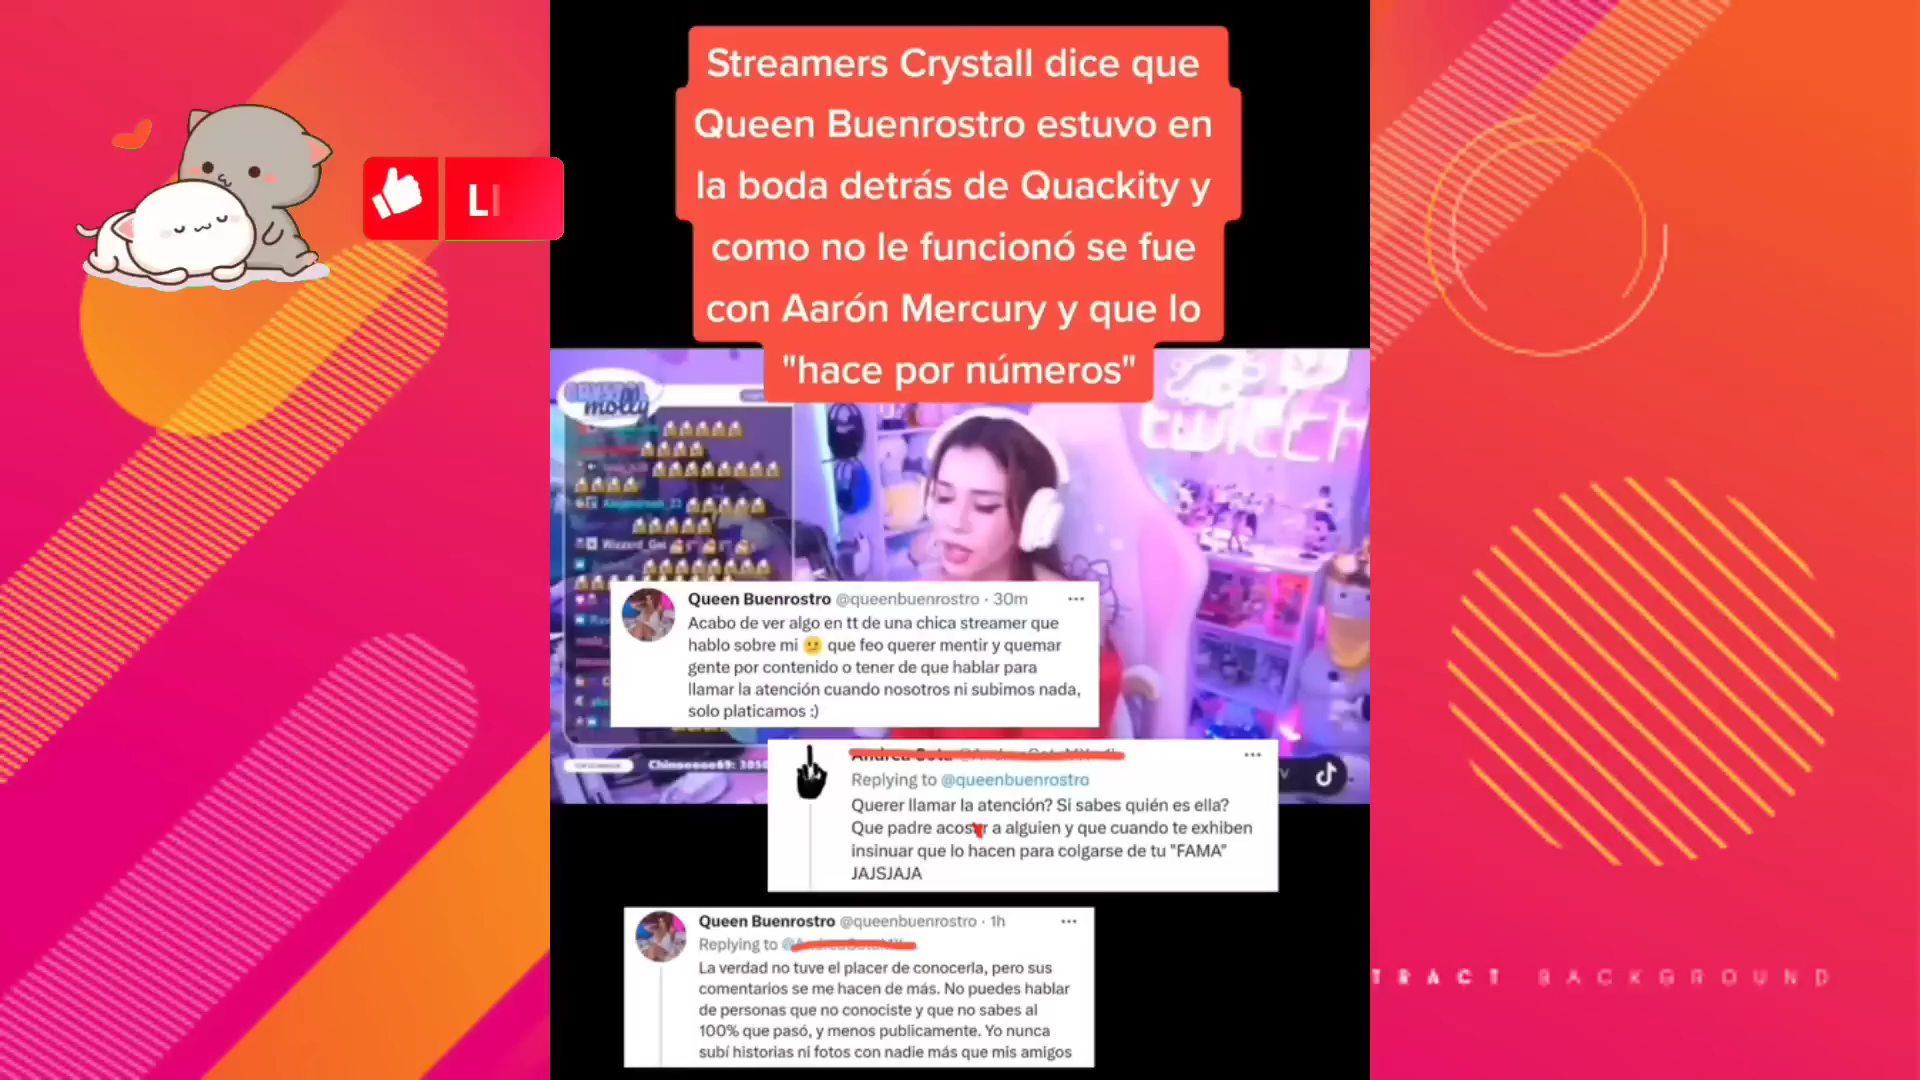 Streamers Crystall dice que
Queen Buenrostro estuvo en
la boda detrás de Quackity y
como no le funcionó se fue
con Aarón Mercury y que lo
"hace por números"
LI
molly
twitch
Wizzard_Gei
Queen Buenrostro @queenbuenrostro · 30m
Acabo de ver algo en tt de una chica streamer que
hablo sobre mi 🫤 que feo querer mentir y quemar
gente por contenido o tener de que hablar para
llamar la atención cuando nosotros ni subimos nada,
solo platicamos :)
Replying to @queenbuenrostro
Querer llamar la atención? Si sabes quién es ella?
Que padre acosar a alguien y que cuando te exhiben
insinuar que lo hacen para colgarse de tu "FAMA"
JAJSJAJA
Queen Buenrostro @queenbuenrostro · 1h
Replying to
La verdad no tuve el placer de conocerla, pero sus
comentarios se me hacen de más. No puedes hablar
de personas que no conociste y que no sabes al
100% que pasó, y menos publicamente. Yo nunca
subí historias ni fotos con nadie más que mis amigos
TRACT BACKGROUND